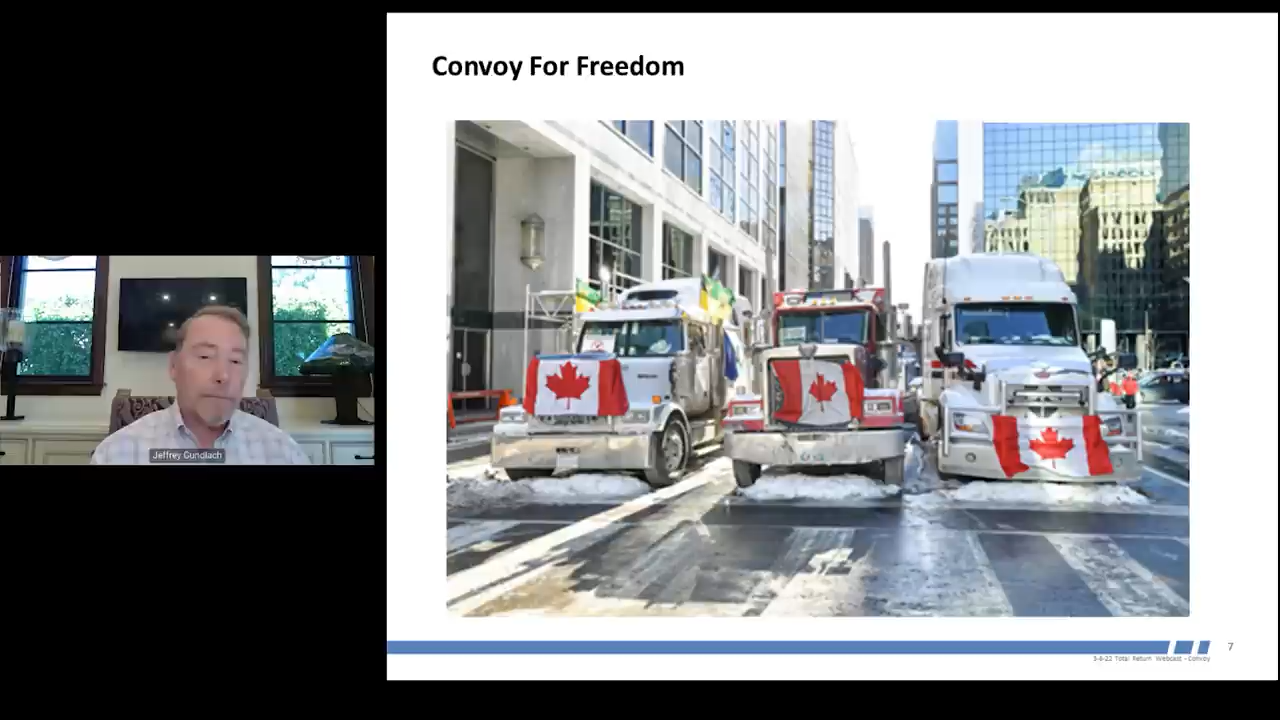 Convoy For Freedom
Jeffrey Gundlach
7
3-8-22 Total Return Webcast - Convoy